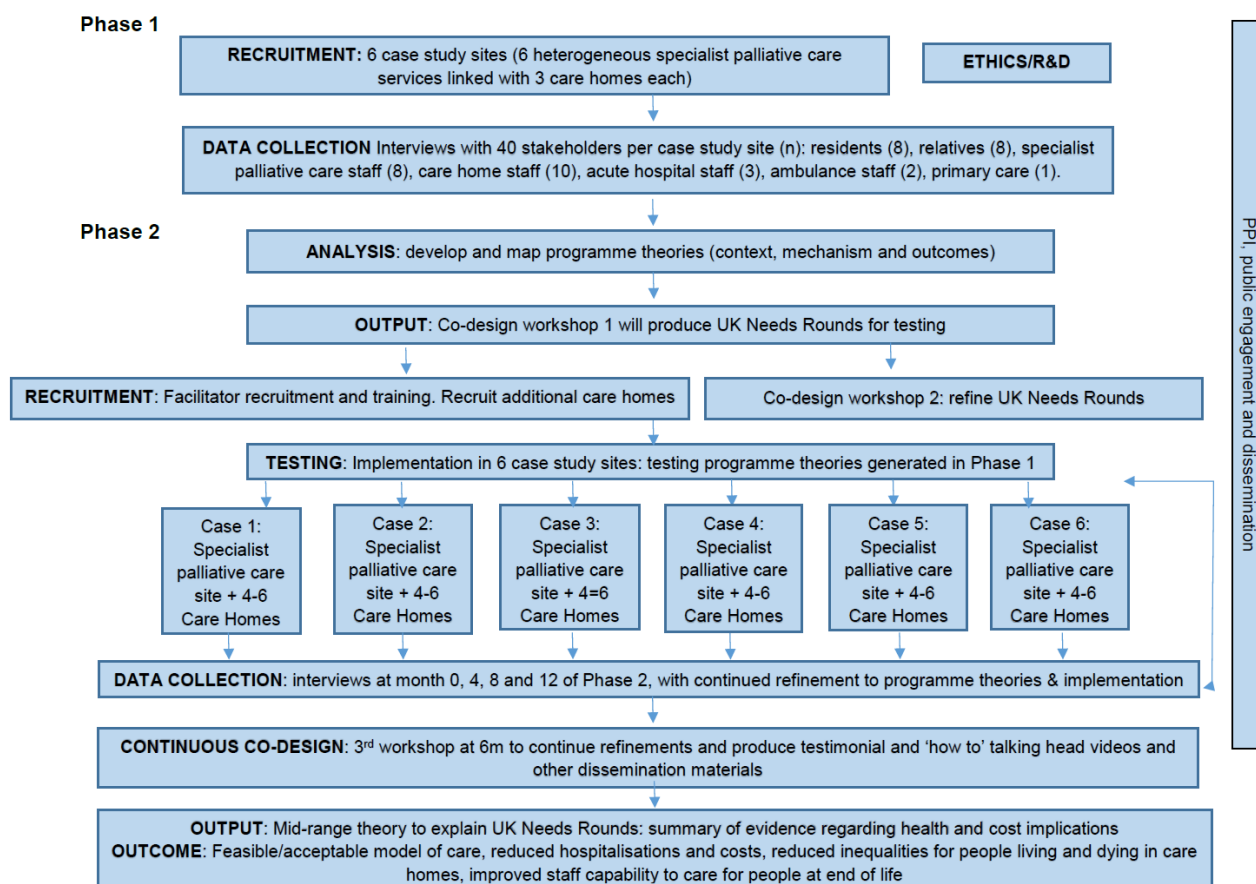 Phase 1
RECRUITMENT: 6 case study sites (6 heterogeneous specialist palliative care
services linked with 3 care homes each)
ETHICS/R&D
DATA COLLECTION Interviews with 40 stakeholders per case study site (n): residents (8), relatives (8), specialist
palliative care staff (8), care home staff (10), acute hospital staff (3), ambulance staff (2), primary care (1).
Phase 2
ANALYSIS: develop and map programme theories (context, mechanism and outcomes)
OUTPUT: Co-design workshop 1 will produce UK Needs Rounds for testing
RECRUITMENT: Facilitator recruitment and training. Recruit additional care homes
Co-design workshop 2: refine UK Needs Rounds
TESTING: Implementation in 6 case study sites: testing programme theories generated in Phase 1
Case 1:
Specialist
palliative care
site + 4-6
Care Homes
Case 2:
Specialist
palliative care
site + 4-6
Care Homes
Case 3:
Specialist
palliative care
site + 4=6
Care Homes
Case 4:
Specialist
palliative care
site + 4-6
Care Homes
Case 5:
Specialist
palliative care
site + 4-6
Care Homes
Case 6:
Specialist
palliative care
site + 4-6
Care Homes
DATA COLLECTION: interviews at month 0, 4, 8 and 12 of Phase 2, with continued refinement to programme theories & implementation
CONTINUOUS CO-DESIGN: 3rd workshop at 6m to continue refinements and produce testimonial and ‘how to’ talking head videos and
other dissemination materials
OUTPUT: Mid-range theory to explain UK Needs Rounds: summary of evidence regarding health and cost implications
OUTCOME: Feasible/acceptable model of care, reduced hospitalisations and costs, reduced inequalities for people living and dying in care
homes, improved staff capability to care for people at end of life
PPI, public engagement and dissemination